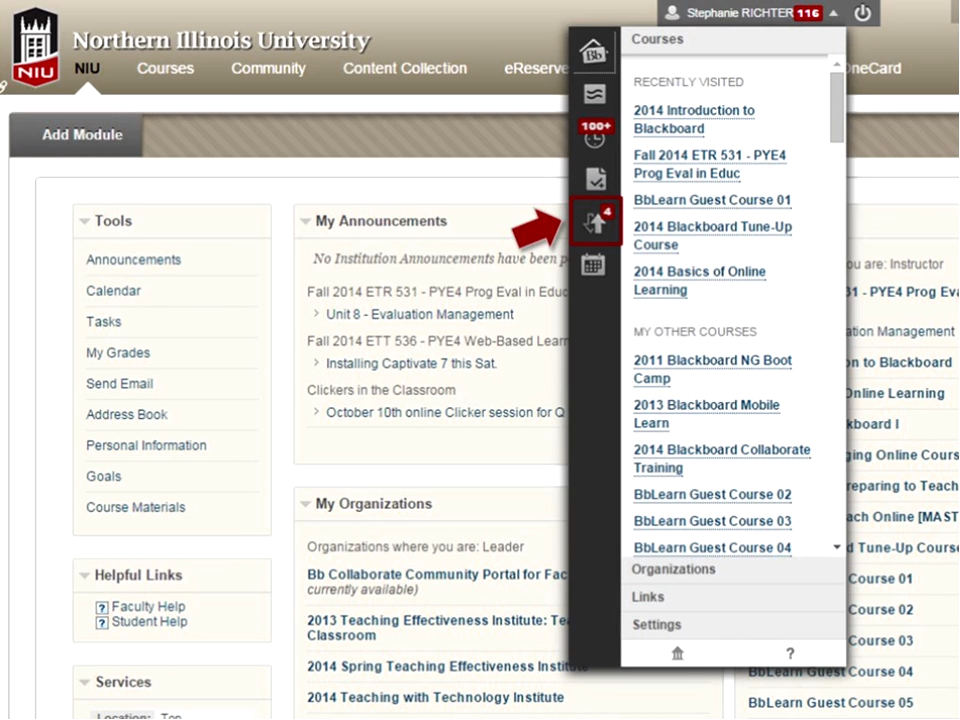 Stephanie RICHTER 116
Northern Illinois University
NIU
NIU Courses Community Content Collection eReserve OneCard
Add Module
Bb
100+
4
Courses
RECENTLY VISITED
2014 Introduction to
Blackboard
Fall 2014 ETR 531 - PYE4
Prog Eval in Educ
BbLearn Guest Course 01
2014 Blackboard Tune-Up
Course
2014 Basics of Online
Learning
MY OTHER COURSES
2011 Blackboard NG Boot
Camp
2013 Blackboard Mobile
Learn
2014 Blackboard Collaborate
Training
BbLearn Guest Course 02
BbLearn Guest Course 03
BbLearn Guest Course 04
Organizations
Links
Settings
?
Tools
Announcements
Calendar
Tasks
My Grades
Send Email
Address Book
Personal Information
Goals
Course Materials
Helpful Links
? Faculty Help
? Student Help
Services
My Announcements
No Institution Announcements have been p
Fall 2014 ETR 531 - PYE4 Prog Eval in Educ
Unit 8 - Evaluation Management
Fall 2014 ETT 536 - PYE4 Web-Based Learn
Installing Captivate 7 this Sat.
Clickers in the Classroom
October 10th online Clicker session for Q
My Organizations
Organizations where you are: Leader
Bb Collaborate Community Portal for Fac
currently available)
2013 Teaching Effectiveness Institute: Tea
Classroom
2014 Spring Teaching Effectiveness Institute
2014 Teaching with Technology Institute
ou are: Instructor
31 - PYE4 Prog Eva
ation Management
on to Blackboard
Online Learning
kboard I
ging Online Cours
reparing to Teach
ach Online [MAST
d Tune-Up Course
Course 01
Course 02
Course 03
BbLearn Guest Course 04
BbLearn Guest Course 05